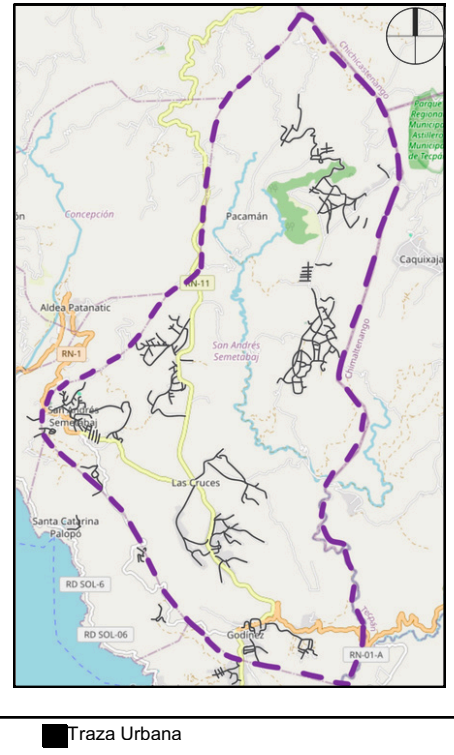 Chichicastenango
Parque
Regional
Municipal
Astillero
Municipal
de Tecpán
Concepción
Pacamán
Caquixaja
RN-11
Aldea Patanatic
RN-1
San Andrés
Semetabaj
Chimaltenango
San Andrés
Semetabaj
Las Cruces
Santa Catarina
Palopó
RD SOL-6
RD SOL-06
Godínez
Tecpán
RN-01-A
Traza Urbana